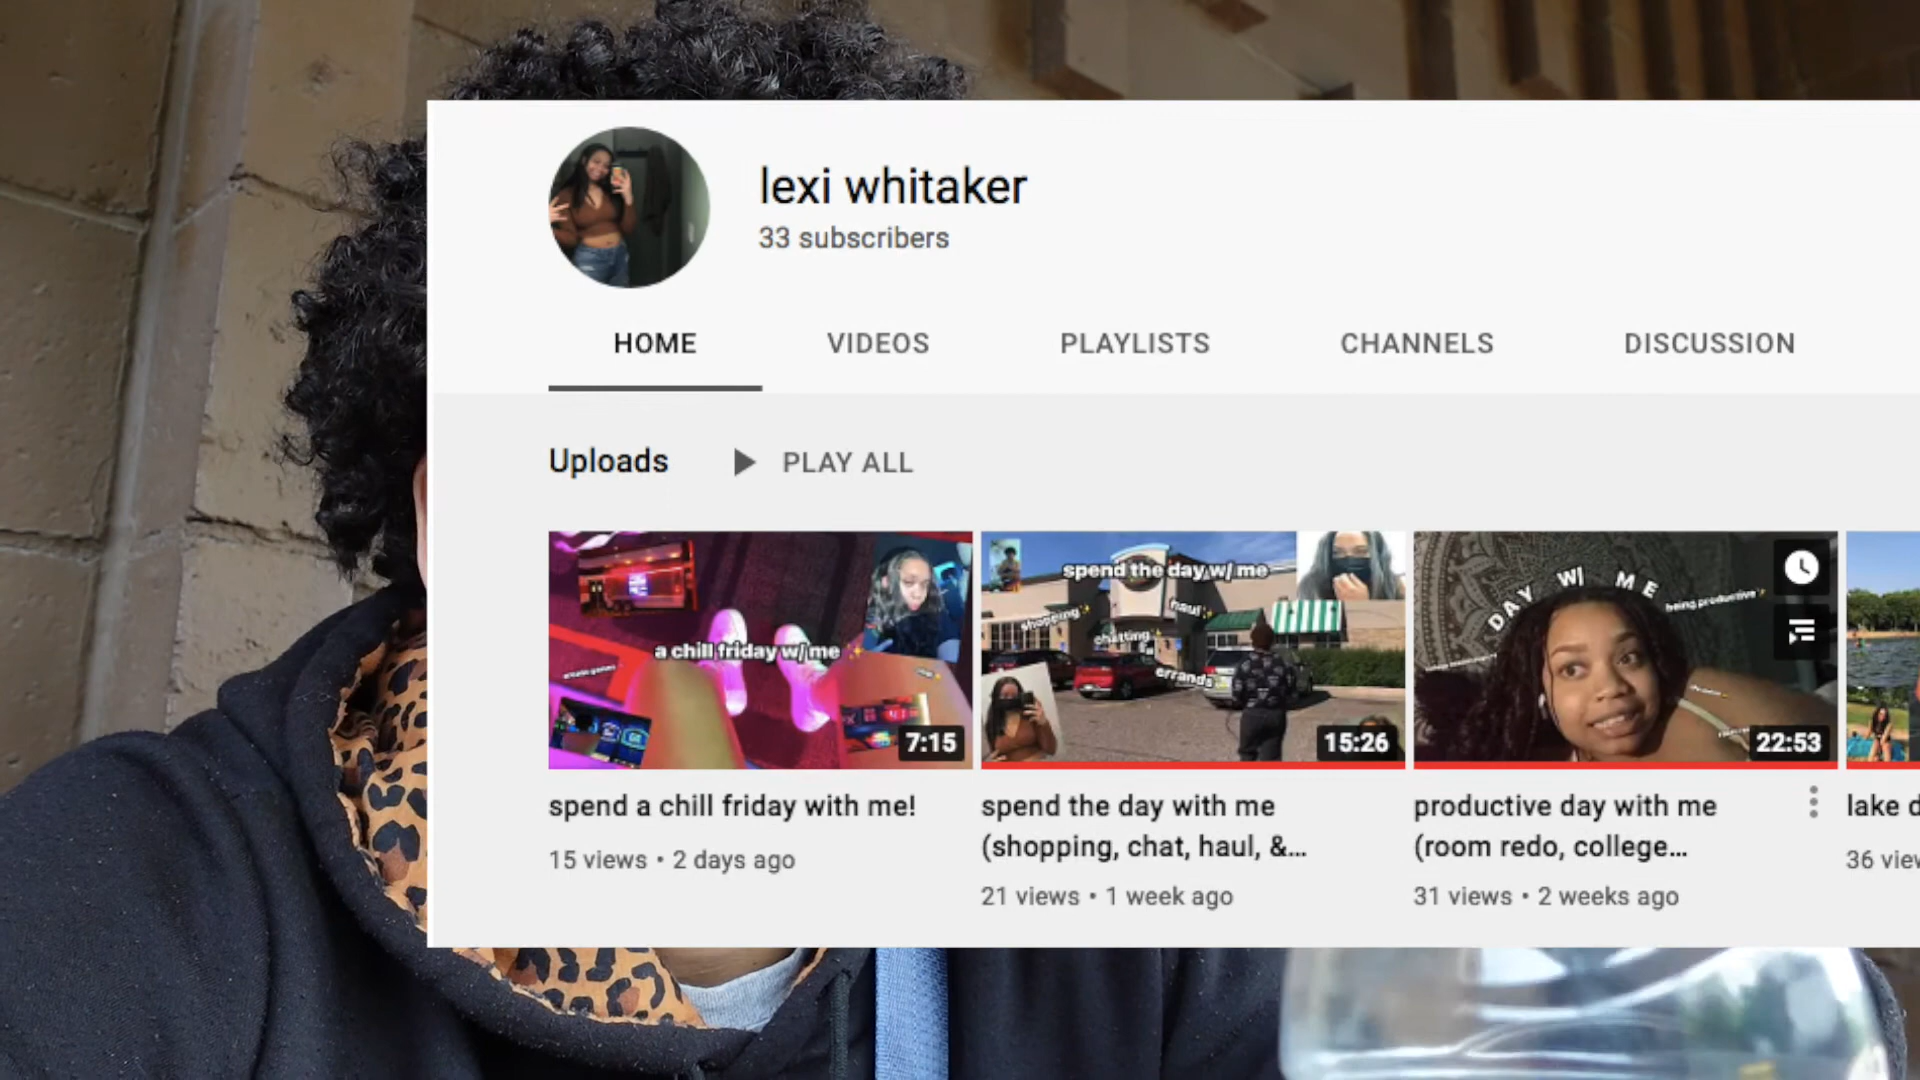 lexi whitaker
33 subscribers
HOME VIDEOS PLAYLISTS CHANNELS DISCUSSION
Uploads PLAY ALL
a chill friday w/ me
7:15
spend the day w/ me
shopping
haul
chatting
errands
15:26
DAY W/ ME
being productive
22:53
spend a chill friday with me!
15 views • 2 days ago
spend the day with me
(shopping, chat, haul, &...
21 views • 1 week ago
productive day with me
(room redo, college...
31 views • 2 weeks ago
lake d
36 view